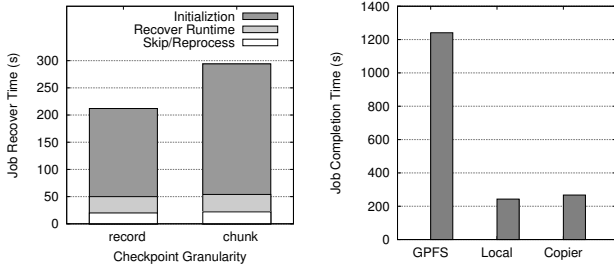 Job Recover Time (s)
Initializtion
Recover Runtime
Skip/Reprocess
300
250
200
150
100
50
0
record chunk
Checkpoint Granularity
Job Completion Time (s)
1400
1200
1000
800
600
400
200
0
GPFS Local Copier